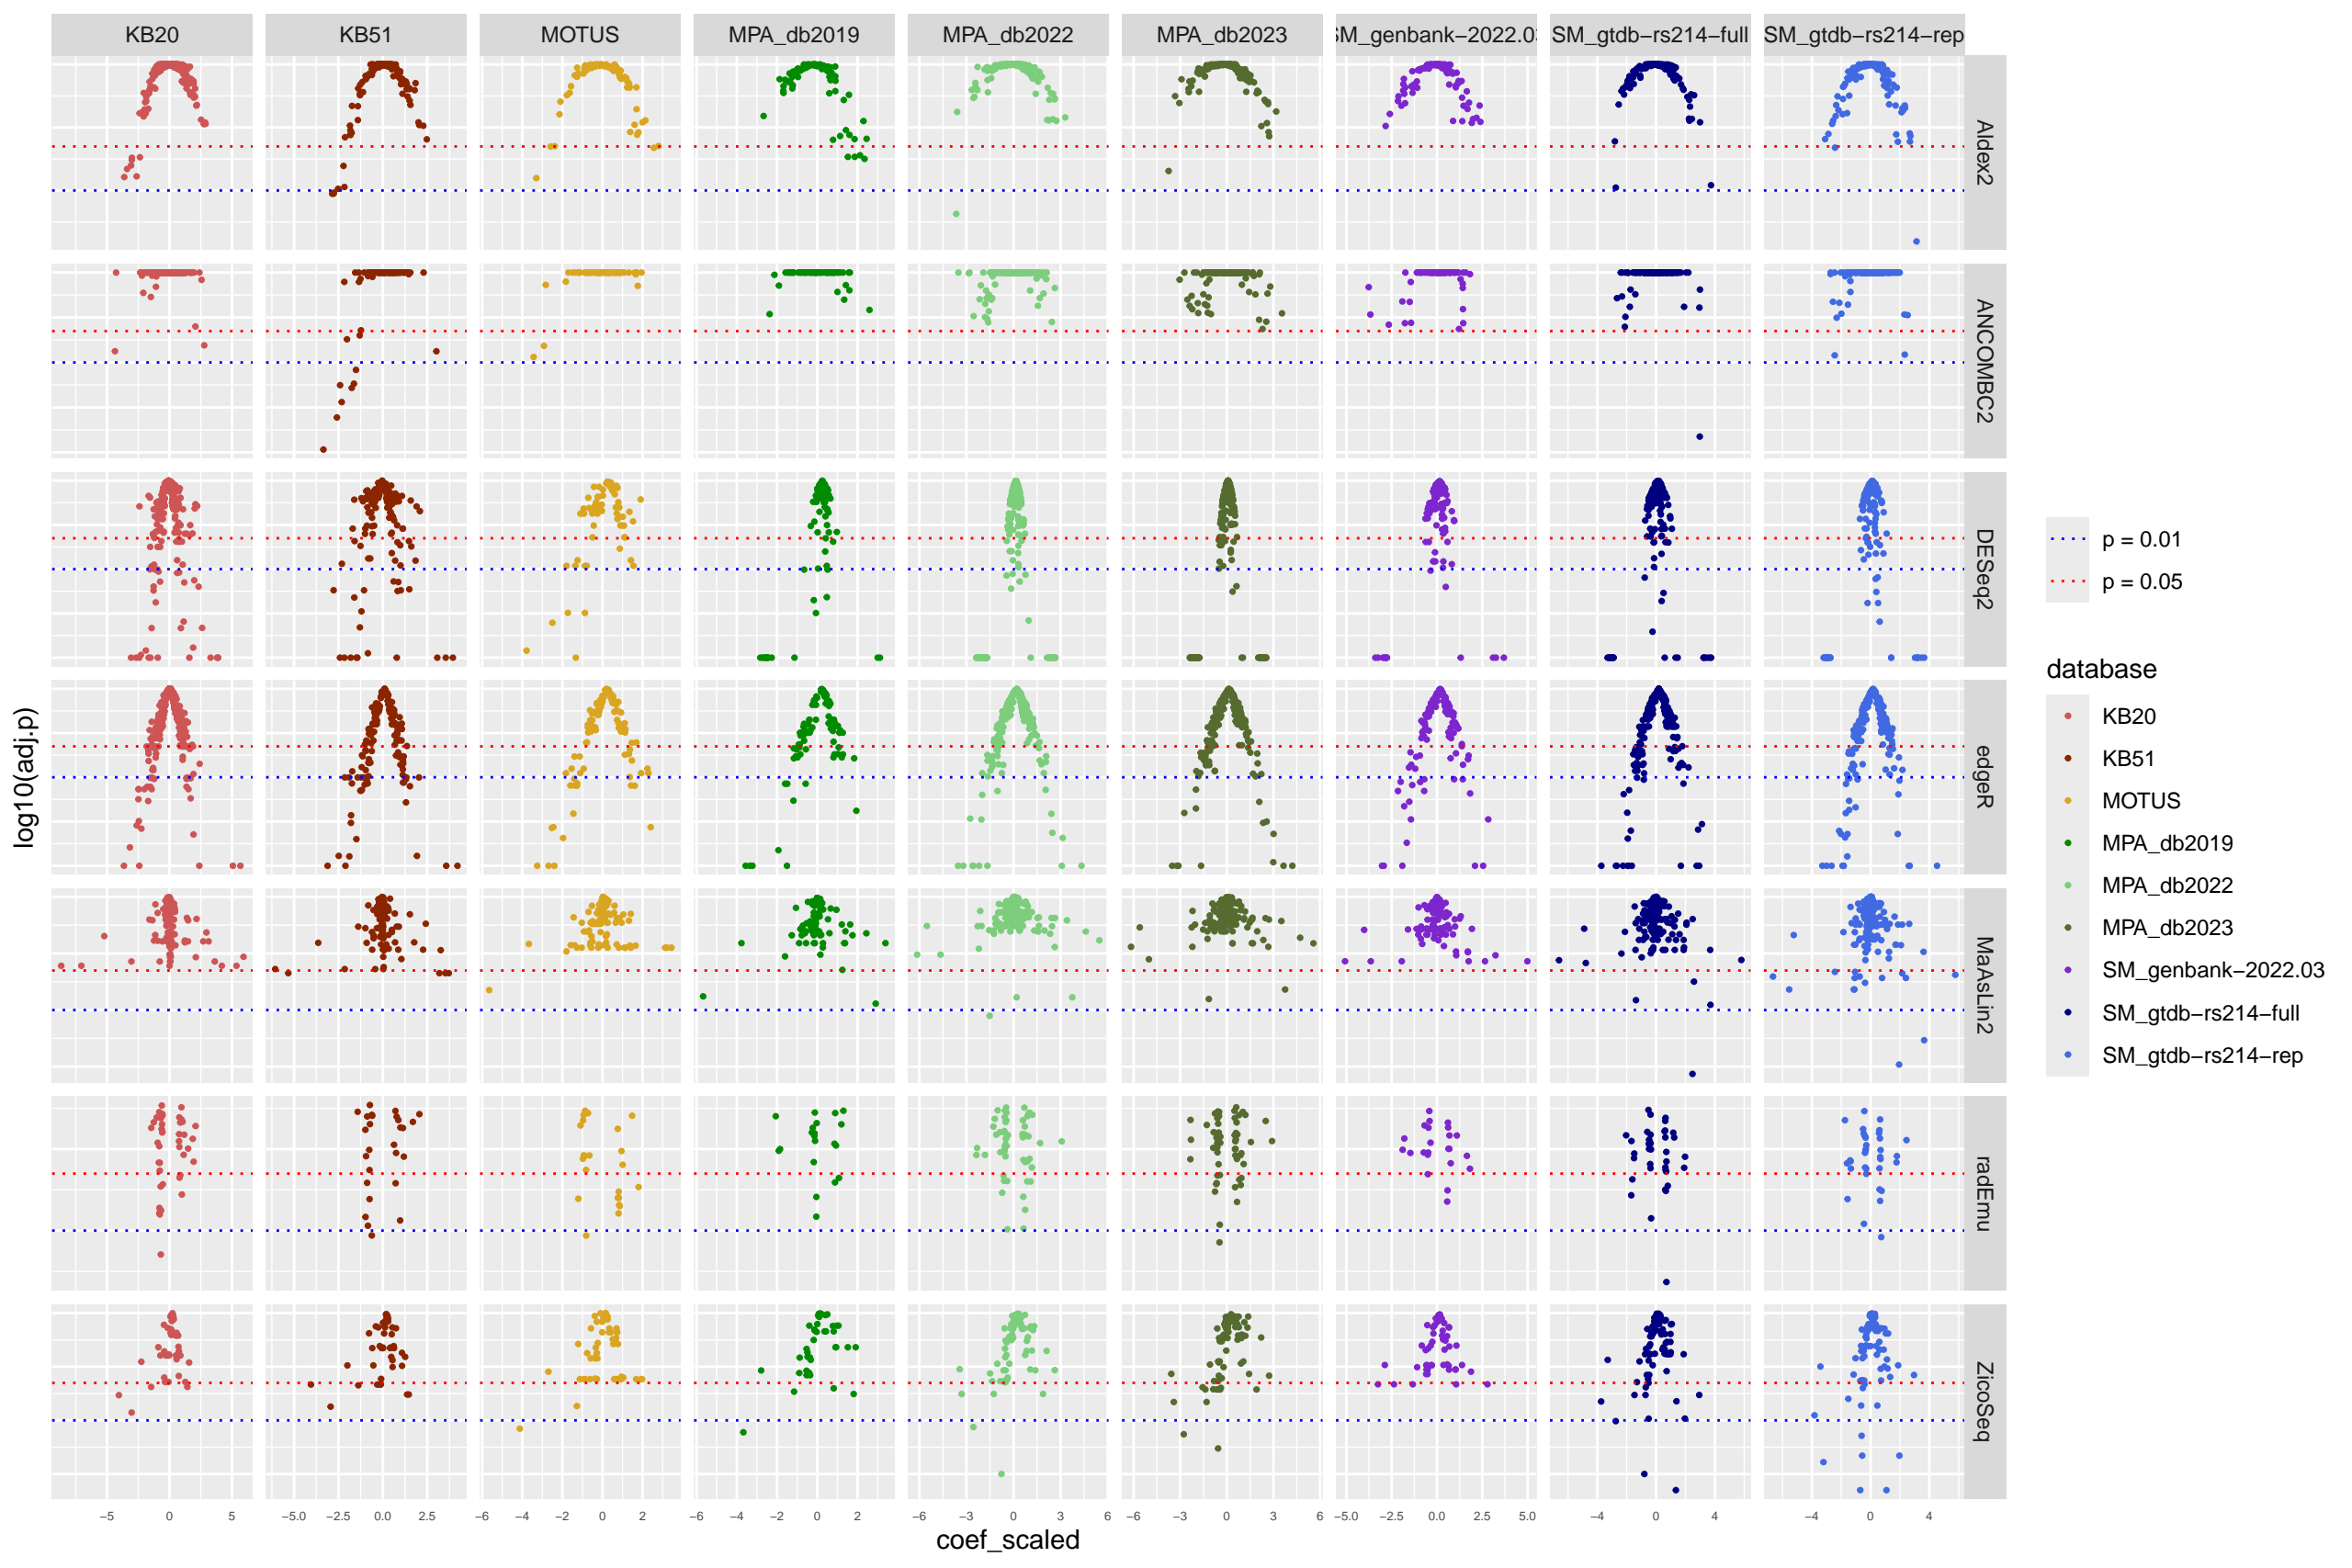 KB20 KB51 MOTUS MPA_db2019 MPA_db2022 MPA_db2023 SM_genbank−2022.03 SM_gtdb−rs214−full SM_gtdb−rs214−rep
Aldex2
ANCOMBC2
DESeq2
edgeR
MaAsLin2
radEmu
ZicoSeq
log10(adj.p)
−5 0 5 −5.0 −2.5 0.0 2.5 −6 −4 −2 0 2 −6 −4 −2 0 2 −6 −3 0 3 6 −6 −3 0 3 6 −5.0 −2.5 0.0 2.5 5.0 −4 0 4 −4 0 4
coef_scaled
p = 0.01
p = 0.05
database
KB20
KB51
MOTUS
MPA_db2019
MPA_db2022
MPA_db2023
SM_genbank−2022.03
SM_gtdb−rs214−full
SM_gtdb−rs214−rep